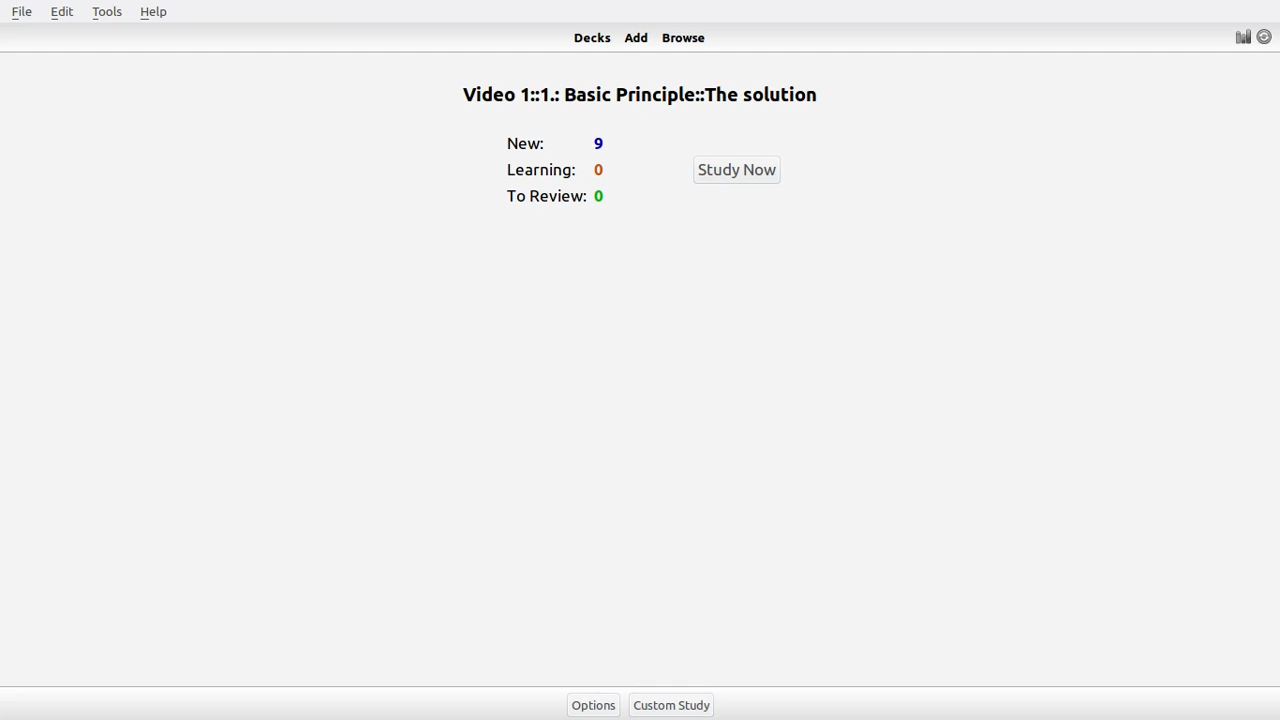 File Edit Tools Help
Decks Add Browse
Video 1::1.: Basic Principle::The solution
New: 9
Learning: 0
Study Now
To Review: 0
Options Custom Study